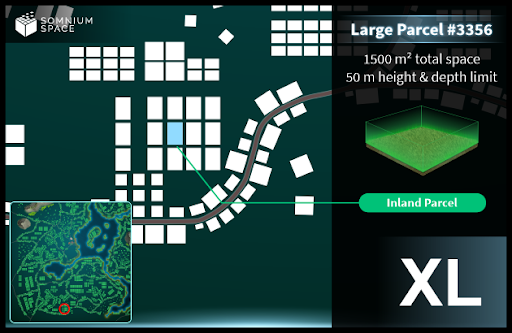 SOMNIUM
SPACE
Large Parcel #3356
1500 m² total space
50 m height & depth limit
Inland Parcel
XL